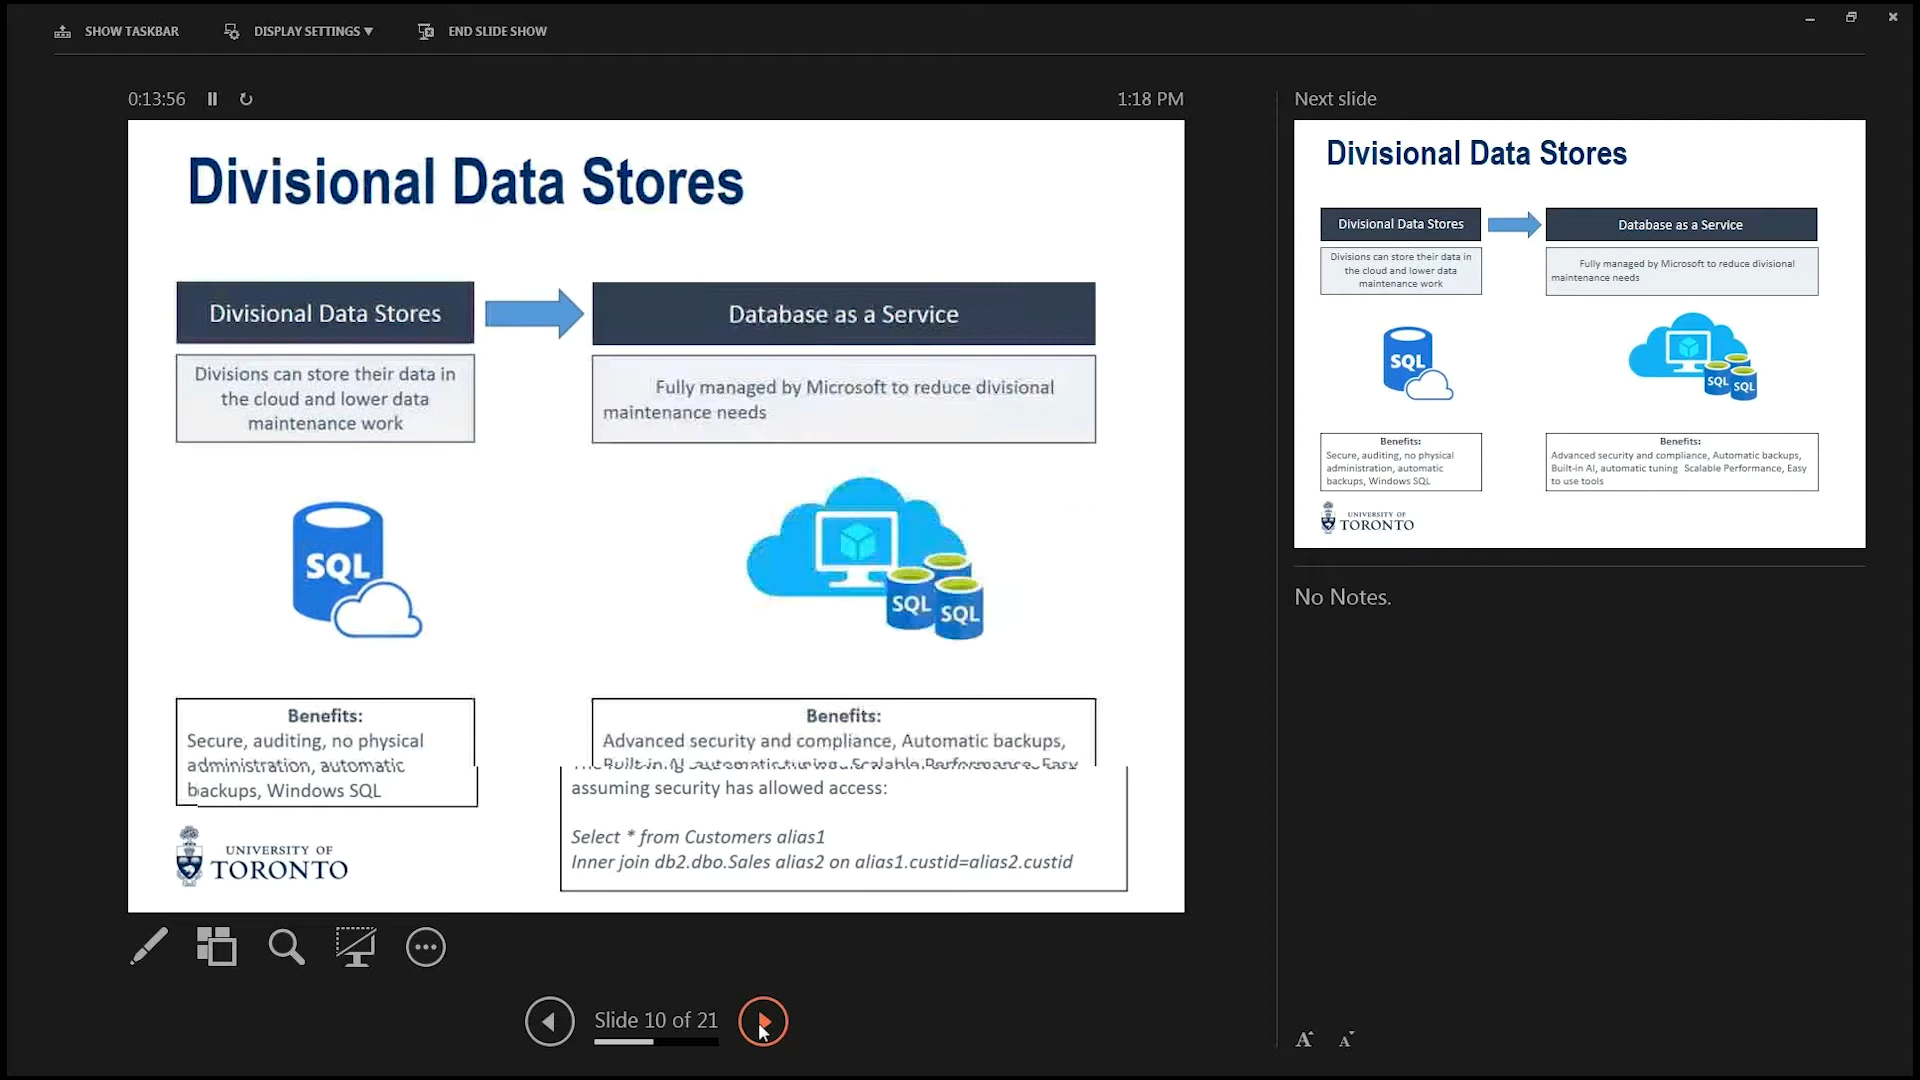 SHOW TASKBAR
DISPLAY SETTINGS ▼
END SLIDE SHOW
0:13:56
1:18 PM
Next slide
Divisional Data Stores
Divisional Data Stores
Database as a Service
Divisions can store their data in
the cloud and lower data
maintenance work
Fully managed by Microsoft to reduce divisional
maintenance needs
SQL
SQL
SQL
Benefits:
Secure, auditing, no physical
administration, automatic
backups, Windows SQL
Benefits:
Advanced security and compliance, Automatic backups,
Built-in AI, automatic tuning Scalable Performance, Easy
assuming security has allowed access:
Select * from Customers alias1
Inner join db2.dbo.Sales alias2 on alias1.custid=alias2.custid
UNIVERSITY OF
TORONTO
Slide 10 of 21
Divisional Data Stores
Divisional Data Stores
Database as a Service
Divisions can store their data in
the cloud and lower data
maintenance work
Fully managed by Microsoft to reduce divisional
maintenance needs
SQL
SQL
SQL
Benefits:
Secure, auditing, no physical
administration, automatic
backups, Windows SQL
Benefits:
Advanced security and compliance, Automatic backups,
Built-in AI, automatic tuning Scalable Performance, Easy
to use tools
UNIVERSITY OF
TORONTO
No Notes.
A A